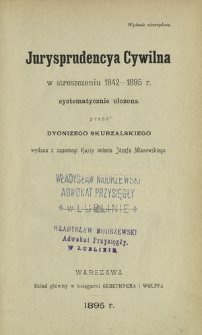 Wydanie nieurzędowe.
Jurysprudencya Cywilna
w streszczeniu 1842—1895 r.
systematycznie ułożona
przez
DYONIZEGO SKURZALSKIEGO
wydana z zapomogi Kasy imienia Józefa Mianowskiego.
WŁADYSŁAW MODRZEWSKI
ADWOKAT PRZYSIĘGŁY
w LUBLINIE
WŁADYSŁAW MODRZEWSKI
Adwokat Przysięgły.
W LUBLINIE.
WARSZAWA
Skład główny w księgarni GEBETHNERA i WOLFFA
1895 r.